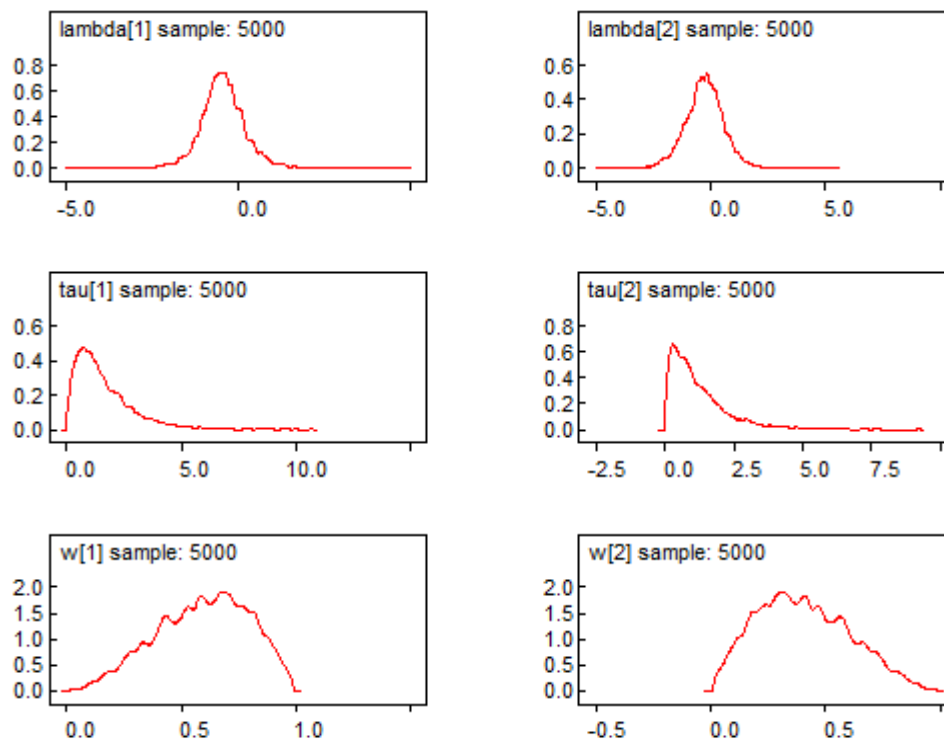 lambda[1] sample: 5000
0.8
0.6
0.4
0.2
0.0
-5.0 0.0
lambda[2] sample: 5000
0.6
0.4
0.2
0.0
-5.0 0.0 5.0
tau[1] sample: 5000
0.6
0.4
0.2
0.0
0.0 5.0 10.0
tau[2] sample: 5000
0.8
0.6
0.4
0.2
0.0
-2.5 0.0 2.5 5.0 7.5
w[1] sample: 5000
2.0
1.5
1.0
0.5
0.0
0.0 0.5 1.0
w[2] sample: 5000
2.0
1.5
1.0
0.5
0.0
-0.5 0.0 0.5